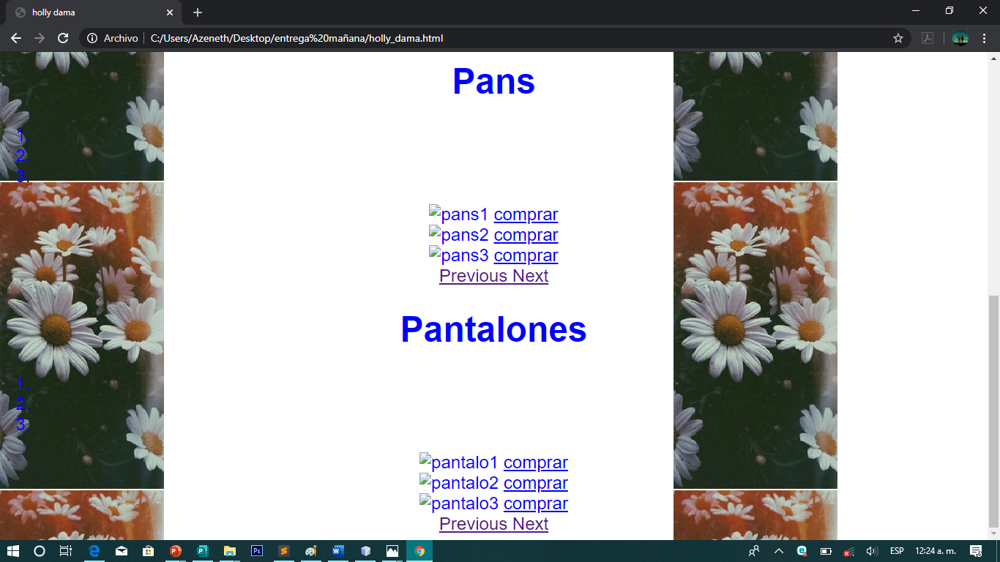 holly dama
Archivo C:/Users/Azeneth/Desktop/entrega%20mañana/holly_dama.html
Pans
1.
2.
3.
pans1 comprar
pans2 comprar
pans3 comprar
Previous Next
Pantalones
1.
2.
3.
pantalo1 comprar
pantalo2 comprar
pantalo3 comprar
Previous Next
ESP 12:24 a. m.